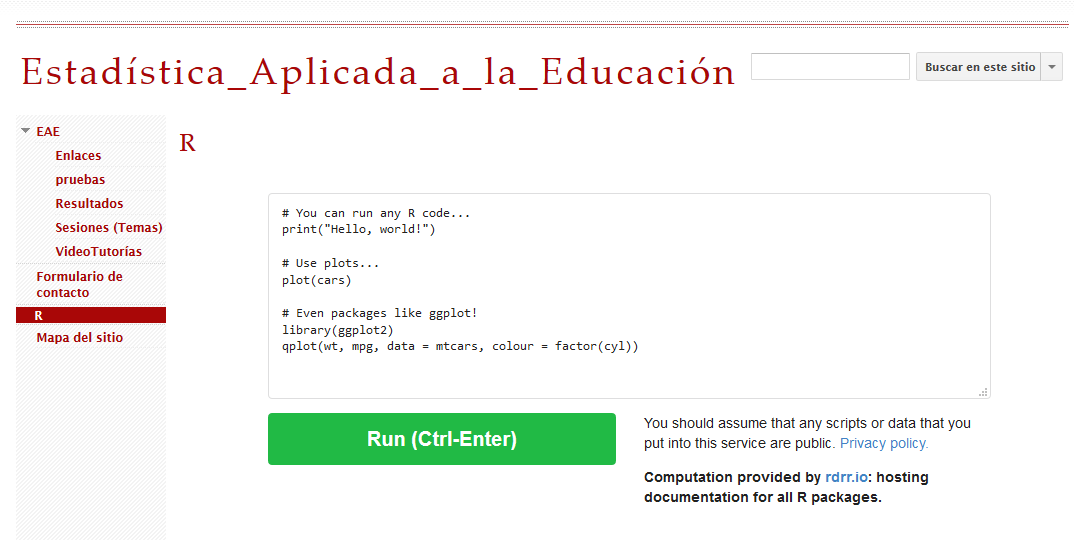 Estadística_Aplicada_a_la_Educación
Buscar en este sitio
EAE
Enlaces
pruebas
Resultados
Sesiones (Temas)
VideoTutorías
Formulario de
contacto
R
Mapa del sitio
R
# You can run any R code...
print("Hello, world!")
# Use plots...
plot(cars)
# Even packages like ggplot!
library(ggplot2)
qplot(wt, mpg, data = mtcars, colour = factor(cyl))
Run (Ctrl-Enter)
You should assume that any scripts or data that you
put into this service are public. Privacy policy.
Computation provided by rdrr.io: hosting
documentation for all R packages.